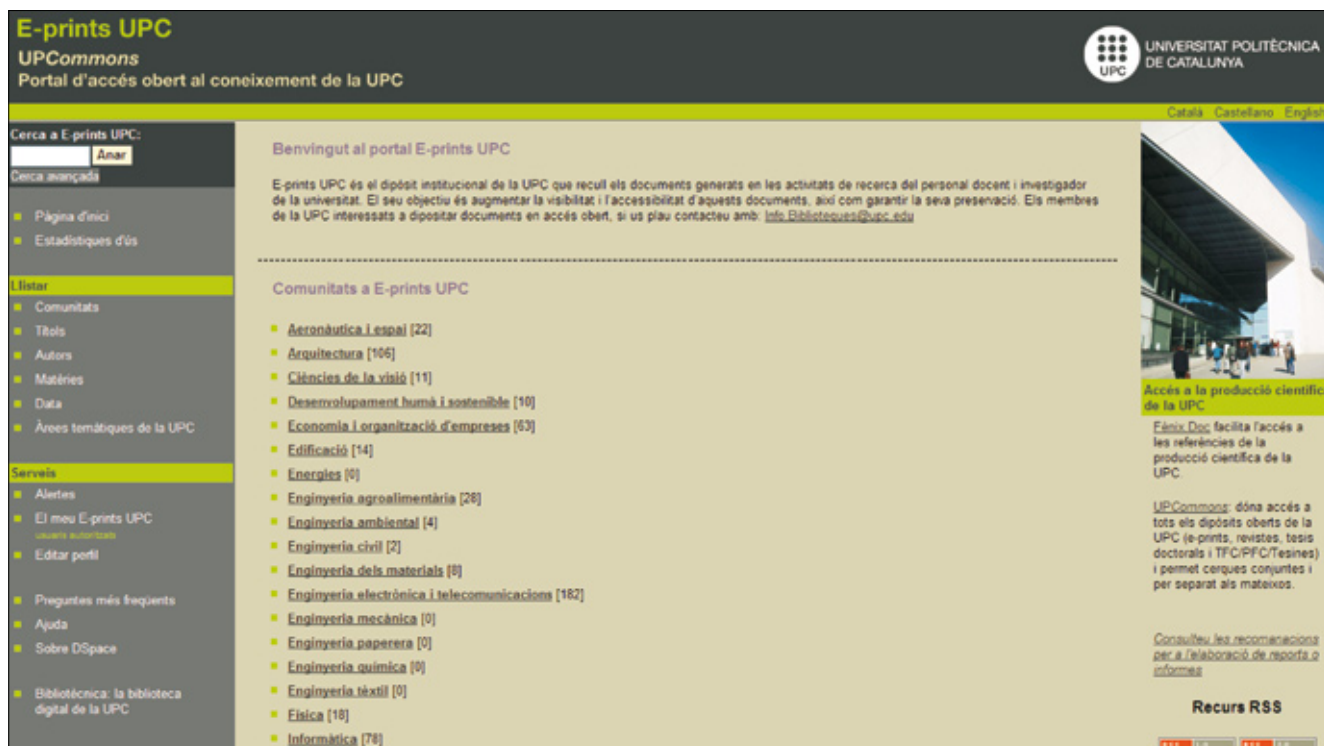 E-prints UPC
UPCommons
Portal d'accés obert al coneixement de la UPC
UPC
UNIVERSITAT POLITÈCNICA
DE CATALUNYA
Català Castellano English
Cerca a E-prints UPC:
Anar
Cerca avançada
Pàgina d'inici
Estadístiques d'ús
Llistar
Comunitats
Títols
Autors
Matèries
Data
Àrees temàtiques de la UPC
Serveis
Alertes
El meu E-prints UPC
usuaris autoritzats
Editar perfil
Preguntes més freqüents
Ajuda
Sobre DSpace
Bibliotècnica: la biblioteca
digital de la UPC
Benvingut al portal E-prints UPC
E-prints UPC és el dipòsit institucional de la UPC que recull els documents generats en les activitats de recerca del personal docent i investigador
de la universitat. El seu objectiu és augmentar la visibilitat i l'accessibilitat d'aquests documents, així com garantir la seva preservació. Els membres
de la UPC interessats a dipositar documents en accés obert, si us plau contacteu amb: Info.Biblioteques@upc.edu
Comunitats a E-prints UPC
Aeronàutica i espai [22]
Arquitectura [106]
Ciències de la visió [11]
Desenvolupament humà i sostenible [10]
Economia i organització d'empreses [63]
Edificació [14]
Energies [0]
Enginyeria agroalimentària [28]
Enginyeria ambiental [4]
Enginyeria civil [2]
Enginyeria dels materials [8]
Enginyeria electrònica i telecomunicacions [182]
Enginyeria mecànica [0]
Enginyeria paperera [0]
Enginyeria química [0]
Enginyeria tèxtil [0]
Física [18]
Informàtica [78]
Accés a la producció científic
de la UPC
Fènix Doc facilita l'accés a
les referències de la
producció científica de la
UPC.
UPCommons: dóna accés a
tots els dipòsits oberts de la
UPC (e-prints, revistes, tesis
doctorals i TFC/PFC/Tesines)
i permet cerques conjuntes i
per separat als mateixos.
Consulteu les recomanacions
per a l'elaboració de reports o
informes
Recurs RSS